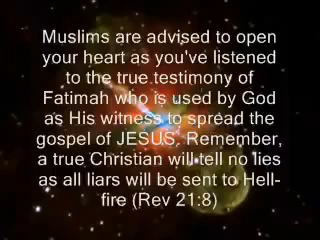 Muslims are advised to open
your heart as you've listened
to the true testimony of
Fatimah who is used by God
as His witness to spread the
gospel of JESUS. Remember,
a true Christian will tell no lies
as all liars will be sent to Hell-
fire (Rev 21:8)